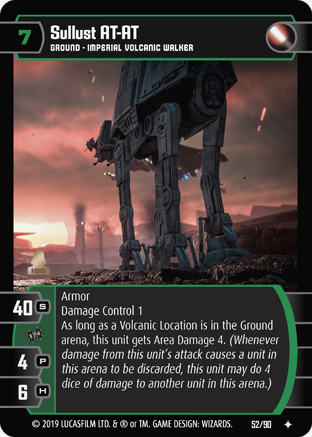 7
Sullust AT-AT
GROUND • IMPERIAL VOLCANIC WALKER
100
40 S
4 P
6 H
Armor
Damage Control 1
As long as a Volcanic Location is in the Ground
arena, this unit gets Area Damage 4. (Whenever
damage from this unit's attack causes a unit in
this arena to be discarded, this unit may do 4
dice of damage to another unit in this arena.)
© 2019 LUCASFILM LTD. & ® OR TM. GAME DESIGN: WIZARDS.
52/90